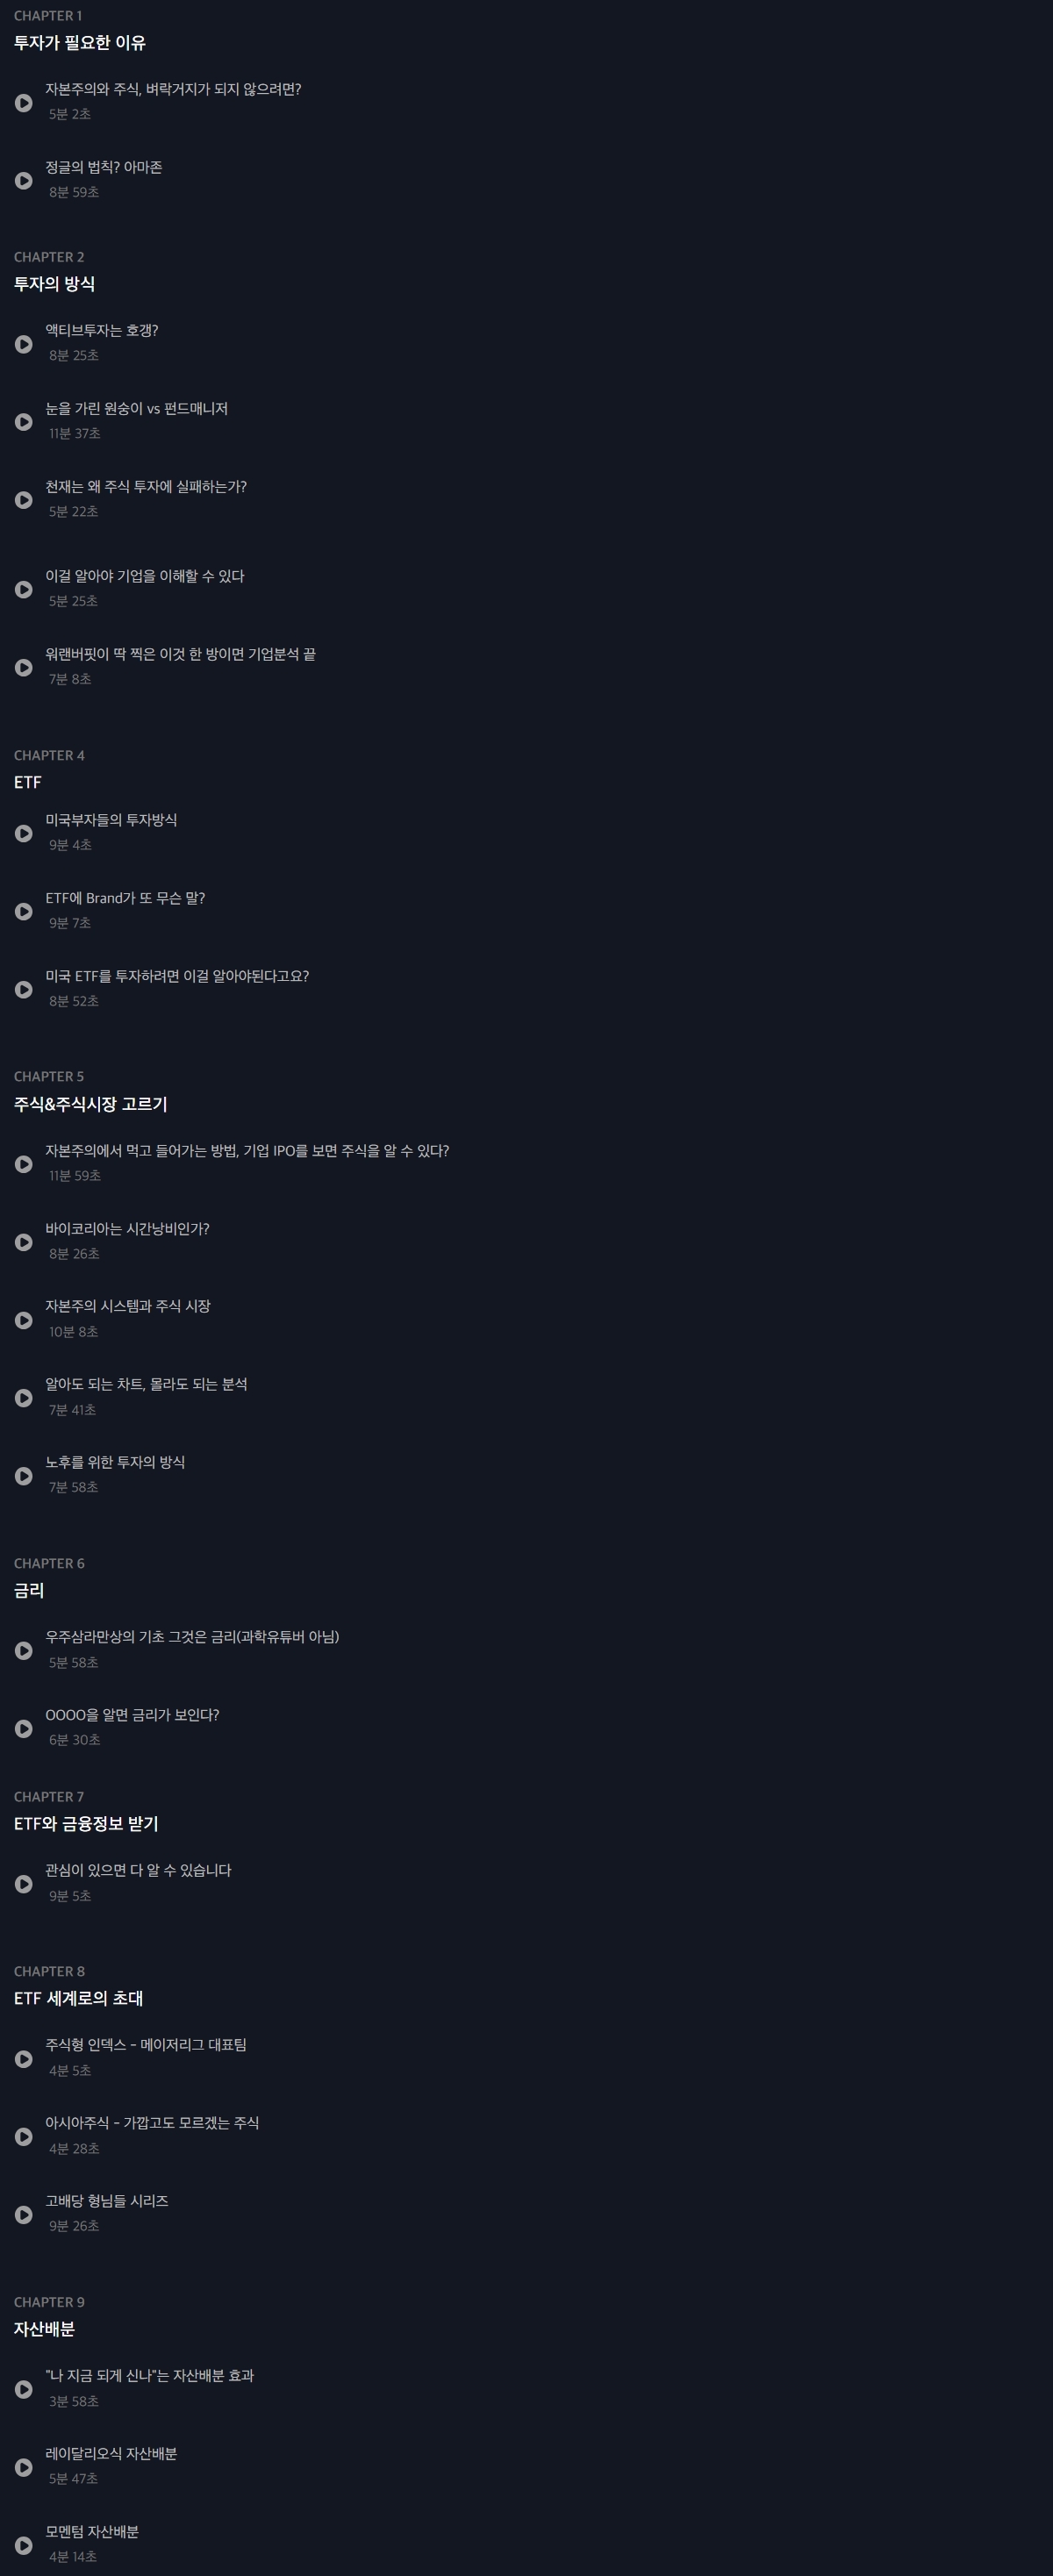 CHAPTER 1
투자가 필요한 이유
자본주의와 주식, 벼락거지가 되지 않으려면?
5분 2초
정글의 법칙? 아마존
8분 59초
CHAPTER 2
투자의 방식
액티브투자는 호갱?
8분 25초
눈을 가린 원숭이 vs 펀드매니저
11분 37초
천재는 왜 주식 투자에 실패하는가?
5분 22초
이걸 알아야 기업을 이해할 수 있다
5분 25초
워랜버핏이 딱 찍은 이것 한 방이면 기업분석 끝
7분 8초
CHAPTER 4
ETF
미국부자들의 투자방식
9분 4초
ETF에 Brand가 또 무슨 말?
9분 7초
미국 ETF를 투자하려면 이걸 알아야된다고요?
8분 52초
CHAPTER 5
주식&주식시장 고르기
자본주의에서 먹고 들어가는 방법, 기업 IPO를 보면 주식을 알 수 있다?
11분 59초
바이코리아는 시간낭비인가?
8분 26초
자본주의 시스템과 주식 시장
10분 8초
알아도 되는 차트, 몰라도 되는 분석
7분 41초
노후를 위한 투자의 방식
7분 58초
CHAPTER 6
금리
우주삼라만상의 기초 그것은 금리(과학유튜버 아님)
5분 58초
OOOO을 알면 금리가 보인다?
6분 30초
CHAPTER 7
ETF와 금융정보 받기
관심이 있으면 다 알 수 있습니다
9분 5초
CHAPTER 8
ETF 세계로의 초대
주식형 인덱스 - 메이저리그 대표팀
4분 5초
아시아주식 - 가깝고도 모르겠는 주식
4분 28초
고배당 형님들 시리즈
9분 26초
CHAPTER 9
자산배분
"나 지금 되게 신나"는 자산배분 효과
3분 58초
레이달리오식 자산배분
5분 47초
모멘텀 자산배분
4분 14초